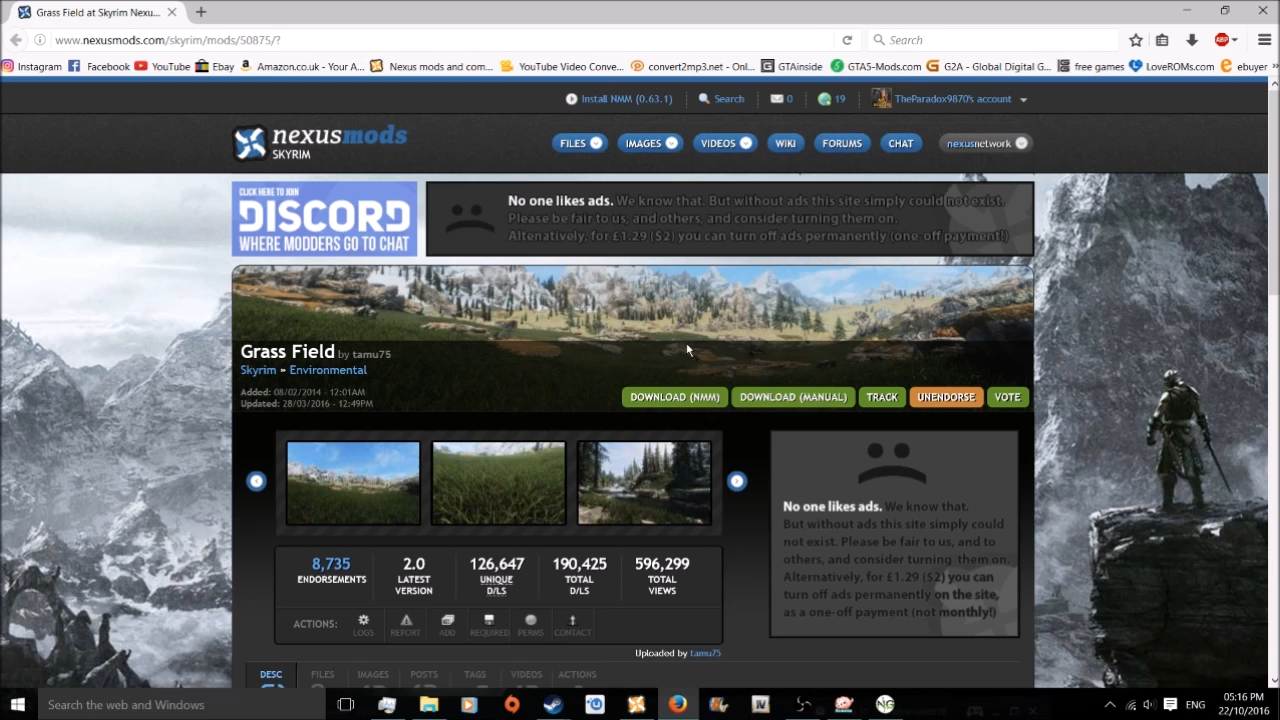 Grass Field at Skyrim Nexu...
www.nexusmods.com/skyrim/mods/50875/?
Search
Instagram Facebook YouTube Ebay Amazon.co.uk - Your A... Nexus mods and com... YouTube Video Conve... convert2mp3.net - Onl... GTAinside GTA5-Mods.com G2A - Global Digital G... free games LoveROMs.com ebuyer
Install NMM (0.63.1) Search 0 19 TheParadox9870's account
nexusmods
SKYRIM
FILES IMAGES VIDEOS WIKI FORUMS CHAT nexusnetwork
CLICK HERE TO JOIN
DISCORD
WHERE MODDERS GO TO CHAT
No one likes ads. We know that. But without ads this site simply could not exist.
Please be fair to us, and others, and consider turning them on.
Altenatively, for £1.29 ($2) you can turn off ads permanently (one-off payment!)
Grass Field by tamu75
Skyrim » Environmental
Added: 08/02/2014 - 12:01AM
Updated: 28/03/2016 - 12:49PM
DOWNLOAD (NMM) DOWNLOAD (MANUAL) TRACK UNENDORSE VOTE
No one likes ads. We know that.
But without ads this site simply could
not exist. Please be fair to us, and to
others, and consider turning them on.
Alternatively, for £1.29 ($2) you can
turn off ads permanently on the site,
as a one-off payment (not monthly!)
8,735 2.0 126,647 190,425 596,299
ENDORSEMENTS LATEST UNIQUE TOTAL TOTAL
VERSION D/LS D/LS VIEWS
ACTIONS: LOGS REPORT ADD REQUIRED PERMS CONTACT
Uploaded by tamu75
DESC FILES IMAGES POSTS TAGS VIDEOS ACTIONS
Search the web and Windows
ENG
05:16 PM
22/10/2016